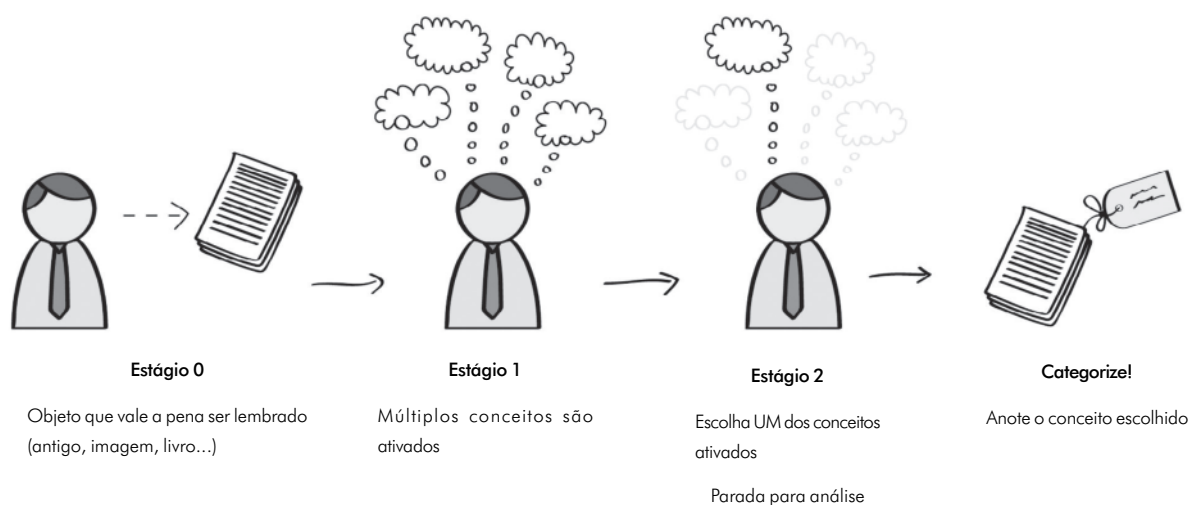 Estágio 0
Objeto que vale a pena ser lembrado
(antigo, imagem, livro...)
Estágio 1
Múltiplos conceitos são
ativados
Estágio 2
Escolha UM dos conceitos
ativados
Parada para análise
Categorize!
Anote o conceito escolhido